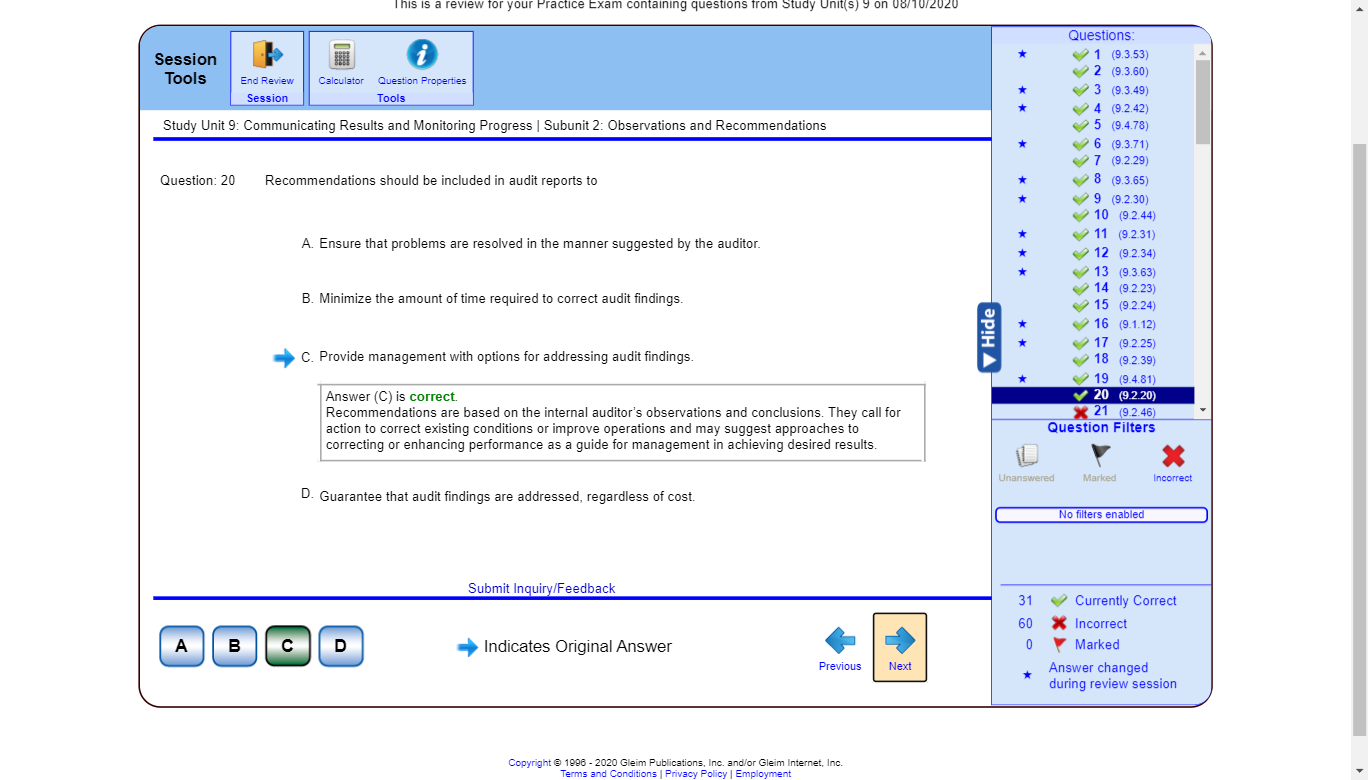 This is a review for your Practice Exam containing questions from Study Unit(s) 9 on 08/10/2020
Session
Tools
End Review
Session
Calculator
Question Properties
Tools
Study Unit 9: Communicating Results and Monitoring Progress | Subunit 2: Observations and Recommendations
Question: 20 Recommendations should be included in audit reports to
A. Ensure that problems are resolved in the manner suggested by the auditor.
B. Minimize the amount of time required to correct audit findings.
C. Provide management with options for addressing audit findings.
Answer (C) is correct.
Recommendations are based on the internal auditor's observations and conclusions. They call for
action to correct existing conditions or improve operations and may suggest approaches to
correcting or enhancing performance as a guide for management in achieving desired results.
D. Guarantee that audit findings are addressed, regardless of cost.
Submit Inquiry/Feedback
A B C D
Indicates Original Answer
Previous
Next
Hide
Questions:
1 (9.3.53)
2 (9.3.60)
3 (9.3.49)
4 (9.2.42)
5 (9.4.78)
6 (9.3.71)
7 (9.2.29)
8 (9.3.65)
9 (9.2.30)
10 (9.2.44)
11 (9.2.31)
12 (9.2.34)
13 (9.3.63)
14 (9.2.23)
15 (9.2.24)
16 (9.1.12)
17 (9.2.25)
18 (9.2.39)
19 (9.4.81)
20 (9.2.20)
21 (9.2.46)
Question Filters
Unanswered
Marked
Incorrect
No filters enabled
31 Currently Correct
60 Incorrect
0 Marked
Answer changed
during review session
Copyright © 1996 - 2020 Gleim Publications, Inc. and/or Gleim Internet, Inc.
Terms and Conditions | Privacy Policy | Employment